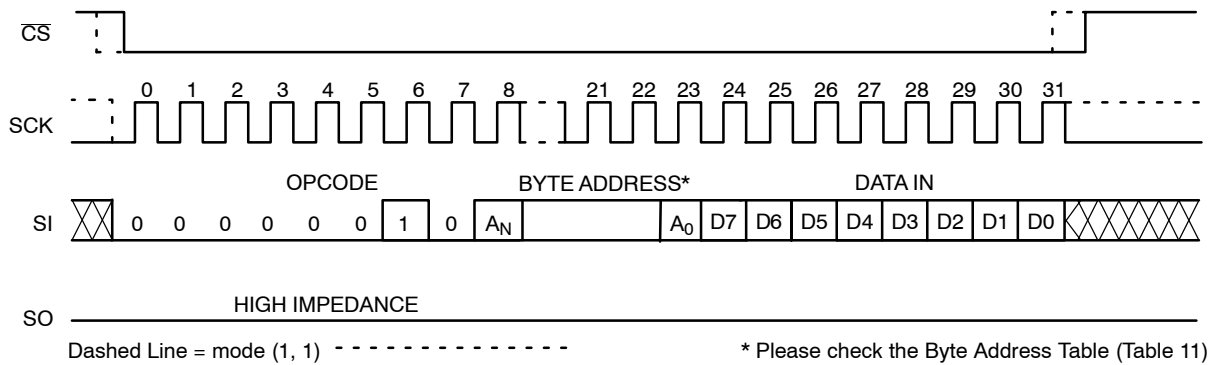 CS
0 1 2 3 4 5 6 7 8 21 22 23 24 25 26 27 28 29 30 31
SCK
OPCODE BYTE ADDRESS* DATA IN
SI 0 0 0 0 0 0 1 0 AN A0 D7 D6 D5 D4 D3 D2 D1 D0
HIGH IMPEDANCE
SO
Dashed Line = mode (1, 1) * Please check the Byte Address Table (Table 11)